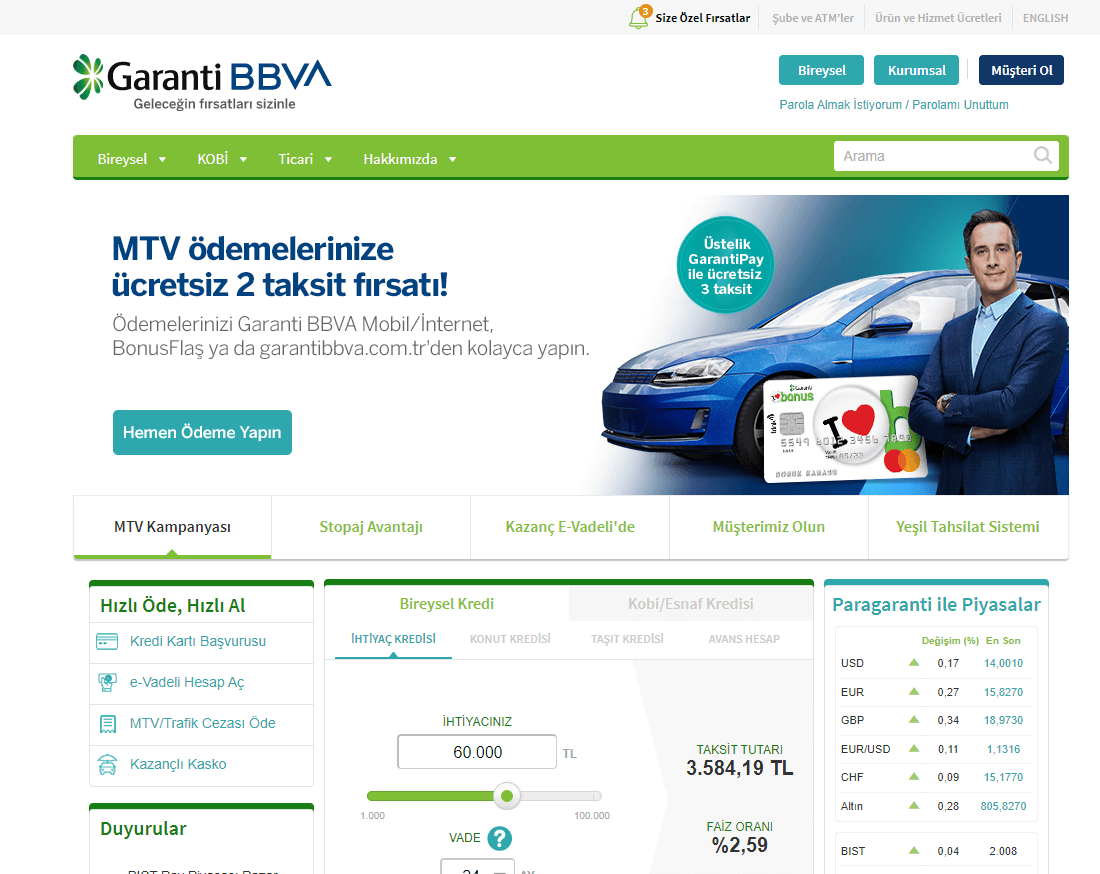 3
Size Özel Fırsatlar
Şube ve ATM'ler
Ürün ve Hizmet Ücretleri
ENGLISH
Garanti BBVA
Geleceğin fırsatları sizinle
Bireysel
Kurumsal
Müşteri Ol
Parola Almak İstiyorum / Parolamı Unuttum
Bireysel
KOBİ
Ticari
Hakkımızda
Arama
MTV ödemelerinize
ücretsiz 2 taksit fırsatı!
Ödemelerinizi Garanti BBVA Mobil/İnternet,
BonusFlaş ya da garantibbva.com.tr'den kolayca yapın.
Hemen Ödeme Yapın
Üstelik
GarantiPay
ile ücretsiz
3 taksit
Garanti
bonus
MTV Kampanyası
Stopaj Avantajı
Kazanç E-Vadeli'de
Müşterimiz Olun
Yeşil Tahsilat Sistemi
Hızlı Öde, Hızlı Al
Kredi Kartı Başvurusu
e-Vadeli Hesap Aç
MTV/Trafik Cezası Öde
Kazançlı Kasko
Duyurular
Bireysel Kredi
Kobi/Esnaf Kredisi
İHTİYAÇ KREDİSİ
KONUT KREDİSİ
TAŞIT KREDİSİ
AVANS HESAP
İHTİYACINIZ
60.000 TL
1.000
100.000
VADE ?
TAKSİT TUTARI
3.584,19 TL
FAİZ ORANI
%2,59
Paragaranti ile Piyasalar
Değişim (%) En Son
USD 0,17 14,0010
EUR 0,27 15,8270
GBP 0,34 18,9730
EUR/USD 0,11 1,1316
CHF 0,09 15,1770
Altın 0,28 805,8270
BIST 0,04 2.008